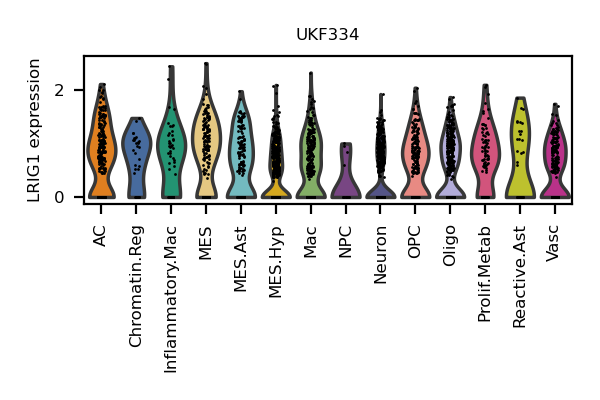 UKF334
LRIG1 expression
2
0
AC
Chromatin.Reg
Inflammatory.Mac
MES
MES.Ast
MES.Hyp
Mac
NPC
Neuron
OPC
Oligo
Prolif.Metab
Reactive.Ast
Vasc